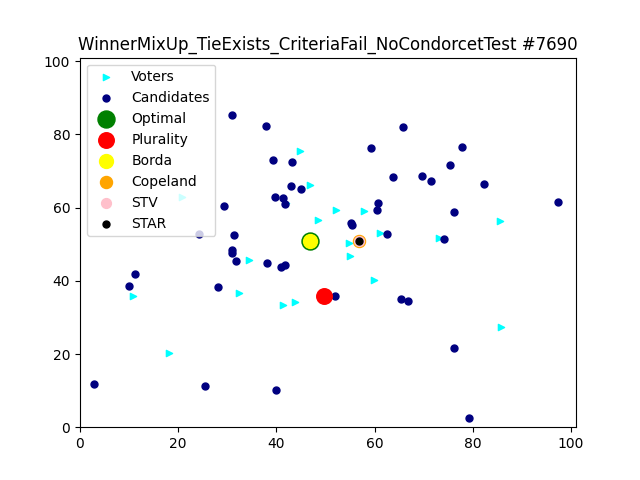 WinnerMixUp_TieExists_CriteriaFail_NoCondorcetTest #7690
100
80
60
40
20
0
Voters
Candidates
Optimal
Plurality
Borda
Copeland
STV
STAR
0
20
40
60
80
100